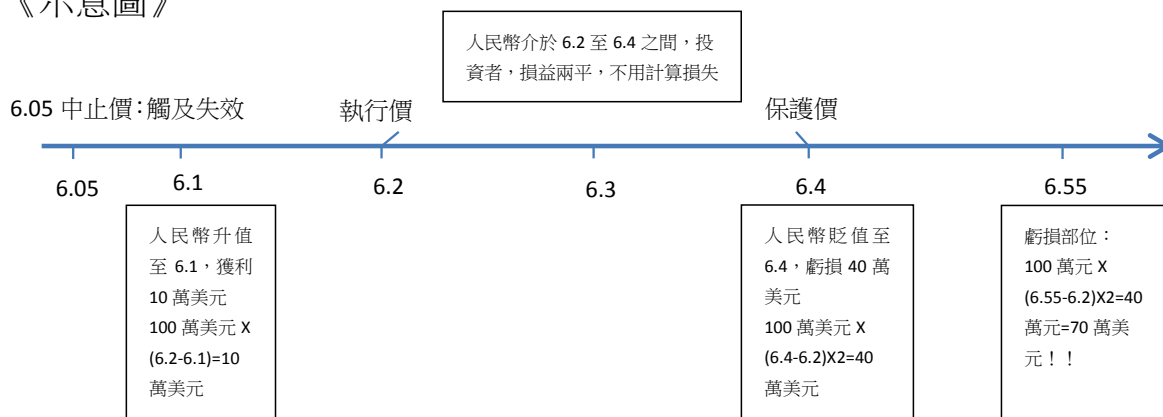 《示意圖》
人民幣介於 6.2 至 6.4 之間，投
資者，損益兩平，不用計算損失
6.05 中止價：觸及失效
執行價
保護價
6.05
6.1
6.2
6.3
6.4
6.55
人民幣升值
至 6.1，獲利
10 萬美元
100 萬美元 X
(6.2-6.1)=10
萬美元
人民幣貶值至
6.4，虧損 40 萬
美元
100 萬美元 X
(6.4-6.2)X2=40
萬美元
虧損部位：
100 萬元 X
(6.55-6.2)X2=40
萬元=70 萬美
元！！